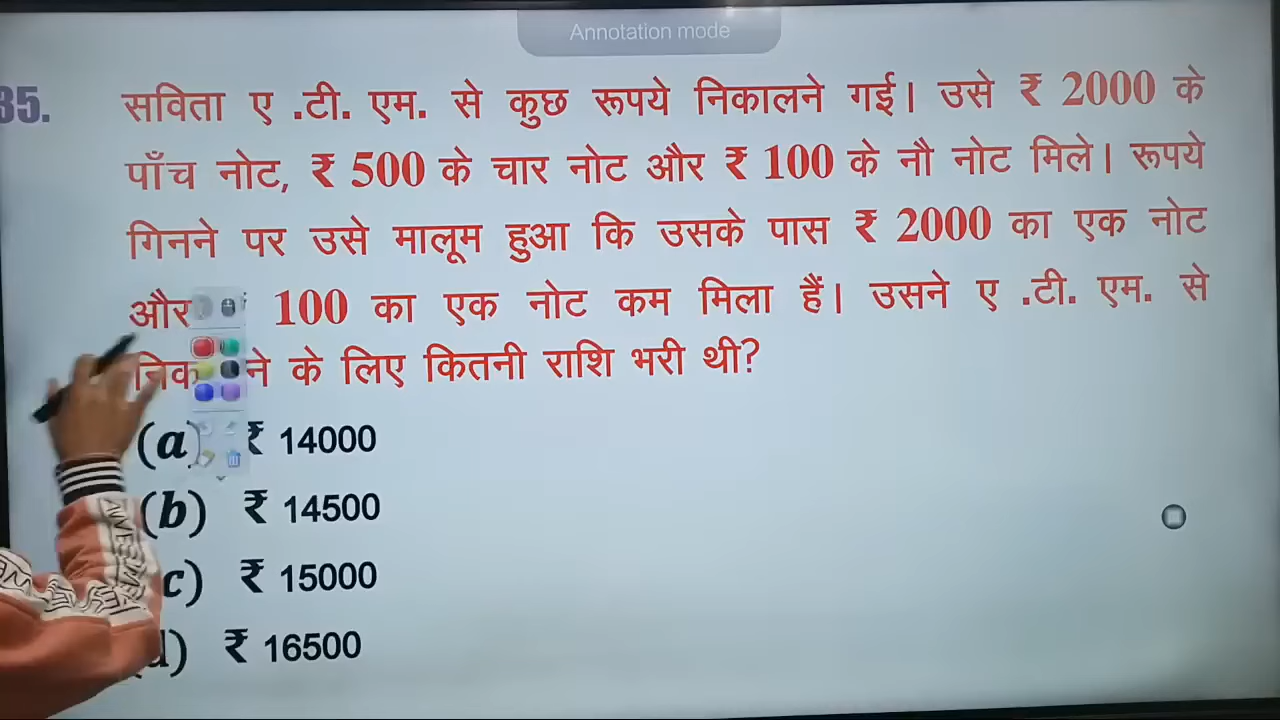 Annotation mode
35. सविता ए .टी. एम. से कुछ रूपये निकालने गई। उसे ₹ 2000 के
पाँच नोट, ₹ 500 के चार नोट और ₹ 100 के नौ नोट मिले। रूपये
गिनने पर उसे मालूम हुआ कि उसके पास ₹ 2000 का एक नोट
और 100 का एक नोट कम मिला हैं। उसने ए .टी. एम. से
के लिए कितनी राशि भरी थी?
(a) ₹ 14000
(b) ₹ 14500
c) ₹ 15000
d) ₹ 16500